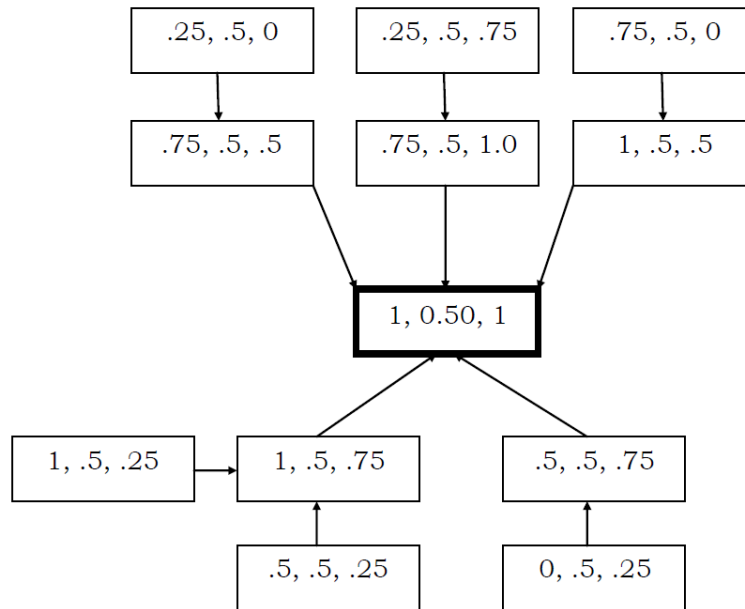 .25, .5, 0
.25, .5, .75
.75, .5, 0
.75, .5, .5
.75, .5, 1.0
1, .5, .5
1, 0.50, 1
1, .5, .25
1, .5, .75
.5, .5, .75
.5, .5, .25
0, .5, .25